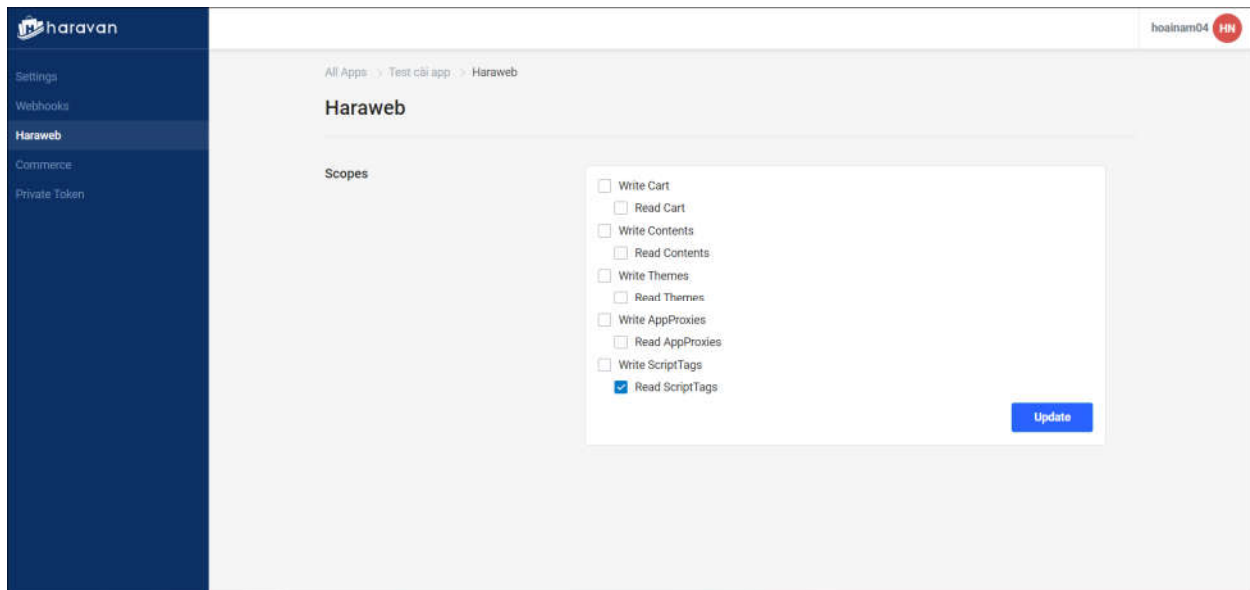 haravan
hoainam04 HN
Settings
Webhooks
Haraweb
Commerce
Private Token
All Apps > Test cài app > Haraweb
Haraweb
Scopes
Write Cart
Read Cart
Write Contents
Read Contents
Write Themes
Read Themes
Write AppProxies
Read AppProxies
Write ScriptTags
Read ScriptTags
Update